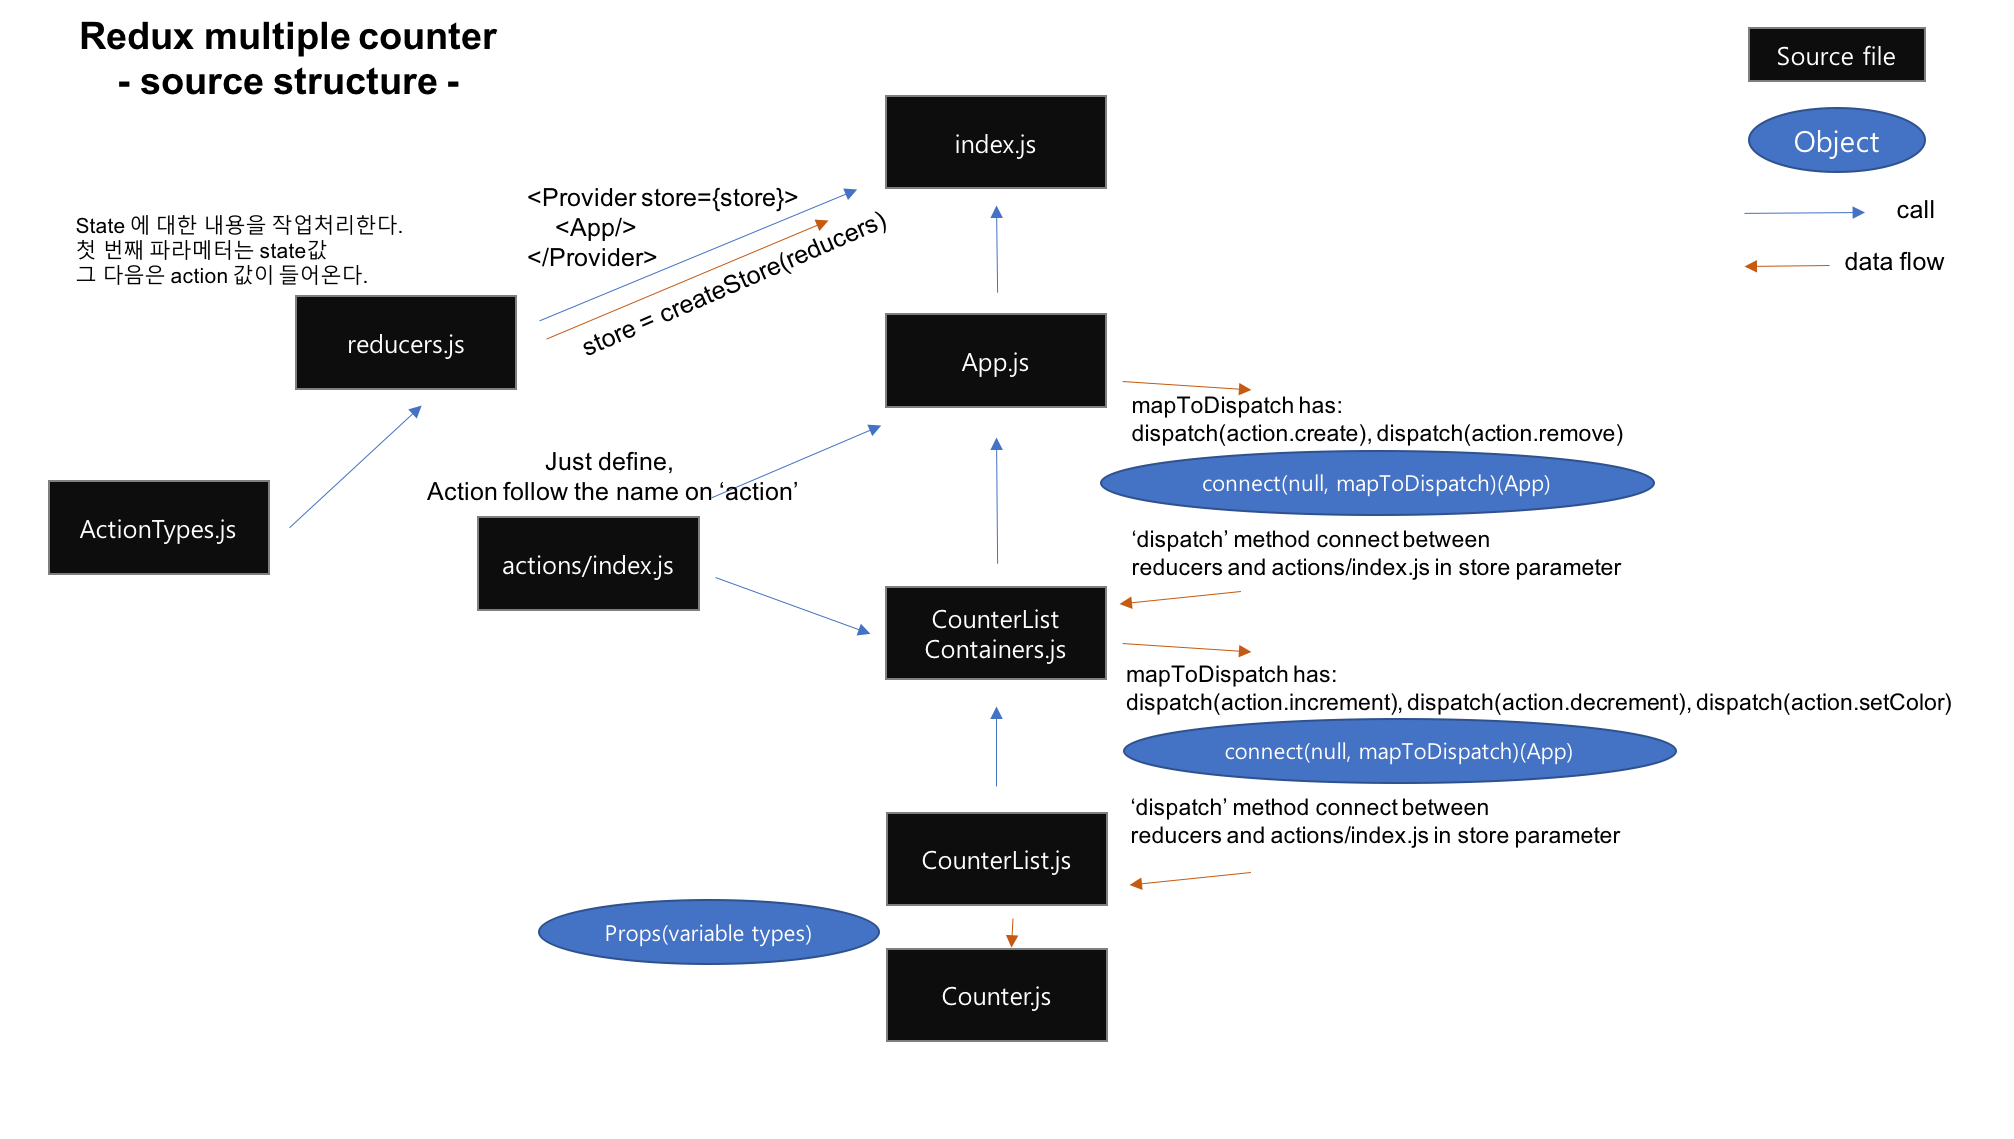 Redux multiple counter
- source structure -
Source file
Object
call
data flow
index.js
<Provider store={store}>
<App/>
</Provider>
store = createStore(reducers)
State 에 대한 내용을 작업처리한다.
첫 번째 파라메터는 state값
그 다음은 action 값이 들어온다.
reducers.js
App.js
mapToDispatch has:
dispatch(action.create), dispatch(action.remove)
connect(null, mapToDispatch)(App)
‘dispatch’ method connect between
reducers and actions/index.js in store parameter
Just define,
Action follow the name on ‘action’
ActionTypes.js
actions/index.js
CounterList
Containers.js
mapToDispatch has:
dispatch(action.increment), dispatch(action.decrement), dispatch(action.setColor)
connect(null, mapToDispatch)(App)
‘dispatch’ method connect between
reducers and actions/index.js in store parameter
CounterList.js
Props(variable types)
Counter.js